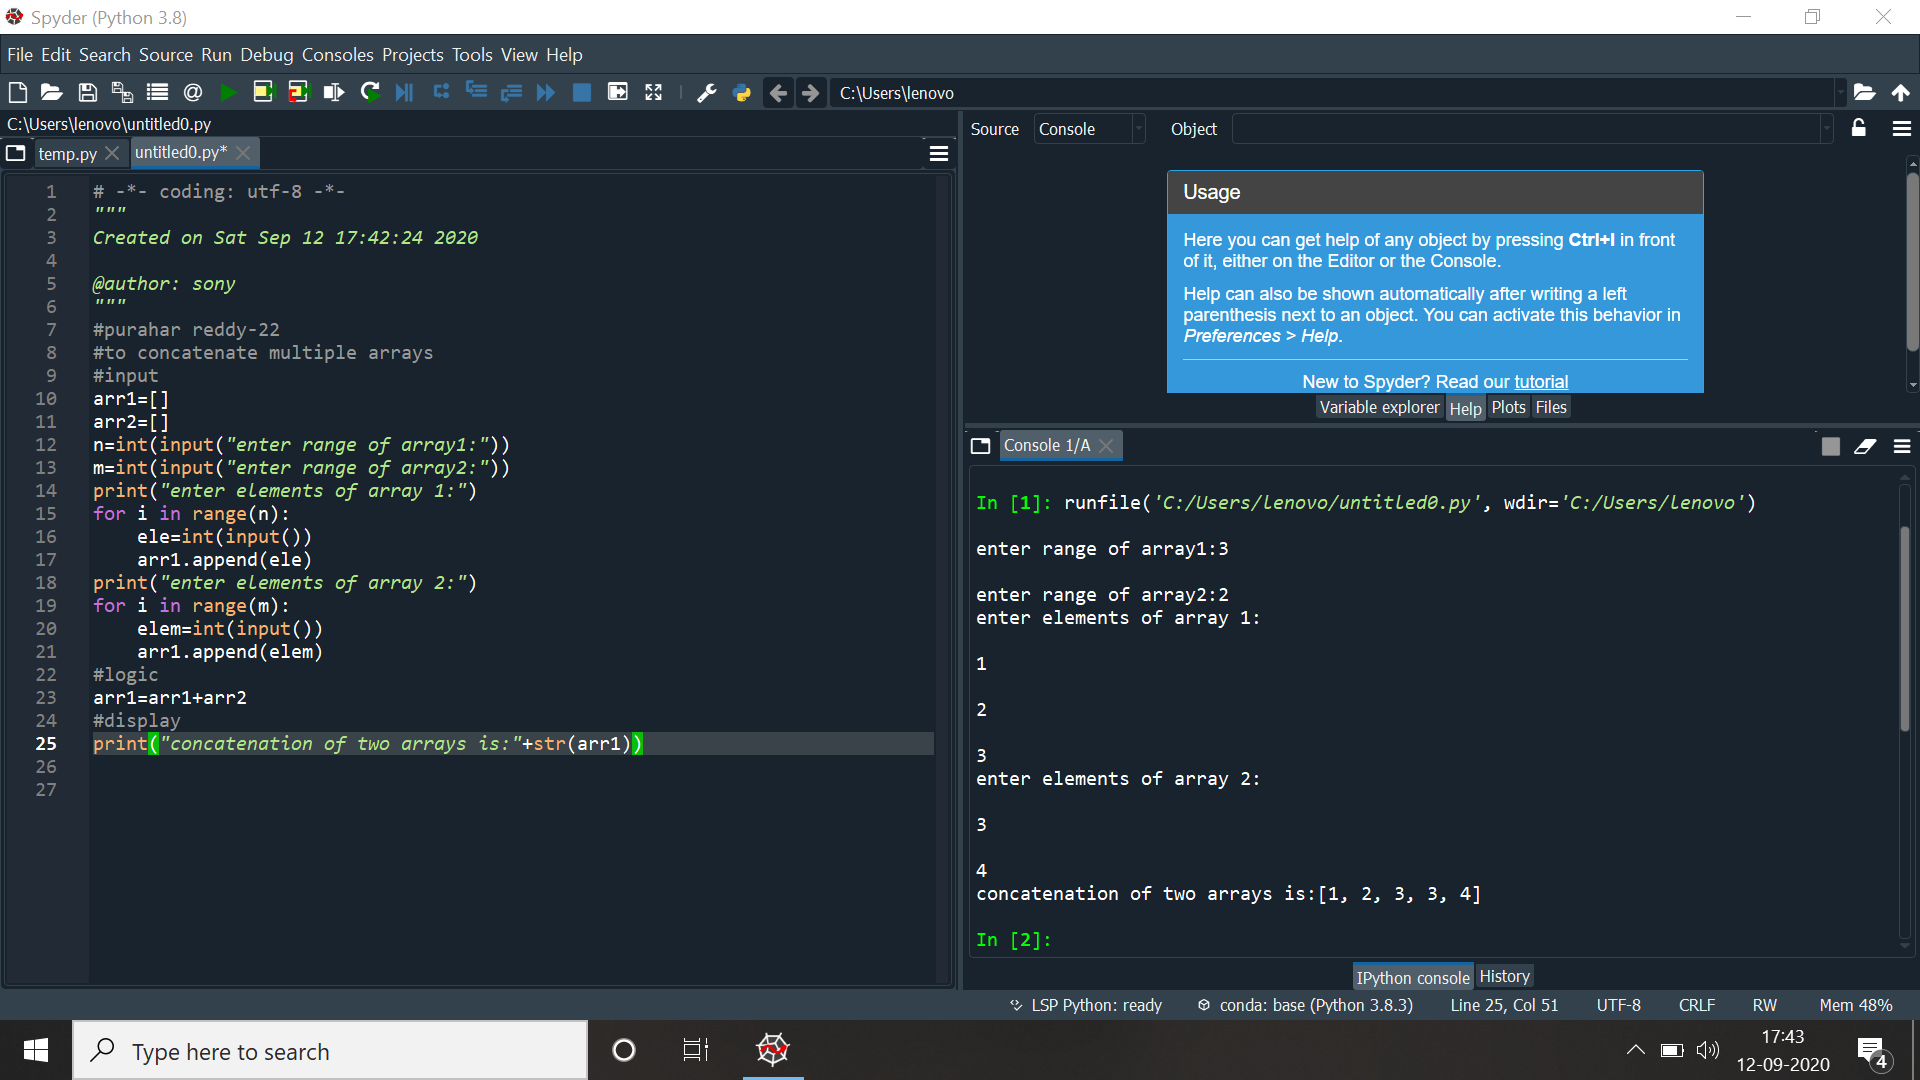 Spyder (Python 3.8)
File Edit Search Source Run Debug Consoles Projects Tools View Help
C:\Users\lenovo
C:\Users\lenovo\untitled0.py
temp.py
untitled0.py*
1 # -*- coding: utf-8 -*-
2 """
3 Created on Sat Sep 12 17:42:24 2020
4
5 @author: sony
6 """
7 #purahar reddy-22
8 #to concatenate multiple arrays
9 #input
10 arr1=[]
11 arr2=[]
12 n=int(input("enter range of array1:"))
13 m=int(input("enter range of array2:"))
14 print("enter elements of array 1:")
15 for i in range(n):
16     ele=int(input())
17     arr1.append(ele)
18 print("enter elements of array 2:")
19 for i in range(m):
20     elem=int(input())
21     arr1.append(elem)
22 #logic
23 arr1=arr1+arr2
24 #display
25 print("concatenation of two arrays is:"+str(arr1))
26
27
Source Console Object
Usage
Here you can get help of any object by pressing Ctrl+I in front
of it, either on the Editor or the Console.
Help can also be shown automatically after writing a left
parenthesis next to an object. You can activate this behavior in
Preferences > Help.
New to Spyder? Read our tutorial
Variable explorer Help Plots Files
Console 1/A
In [1]: runfile('C:/Users/lenovo/untitled0.py', wdir='C:/Users/lenovo')
enter range of array1:3
enter range of array2:2
enter elements of array 1:
1
2
3
enter elements of array 2:
3
4
concatenation of two arrays is:[1, 2, 3, 3, 4]
In [2]:
IPython console History
LSP Python: ready conda: base (Python 3.8.3) Line 25, Col 51 UTF-8 CRLF RW Mem 48%
Type here to search
17:43
12-09-2020
4